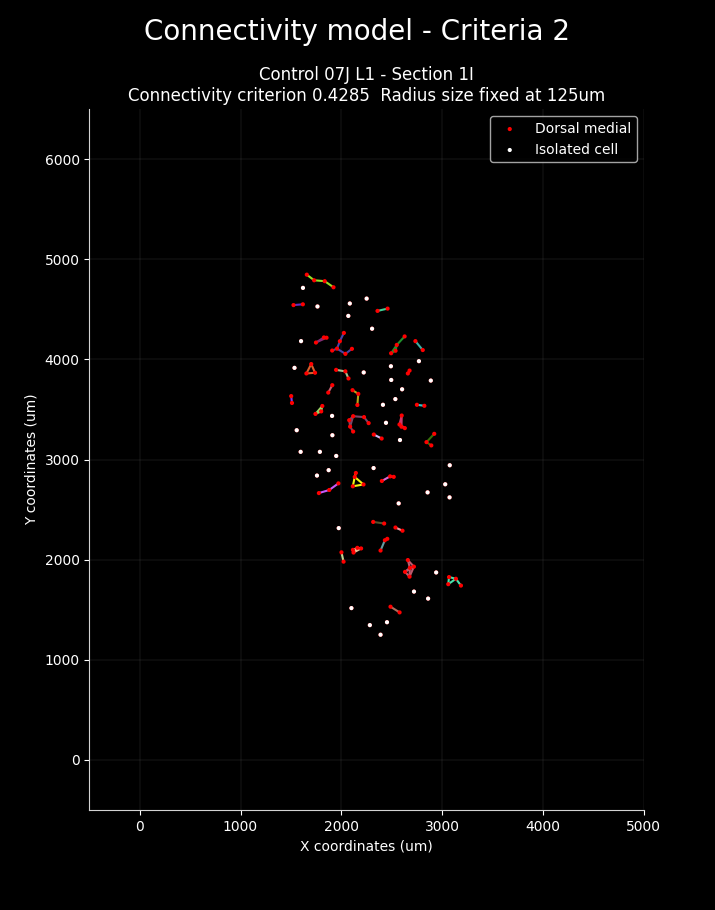 Connectivity model - Criteria 2
Control 07J L1 - Section 1I
Connectivity criterion 0.4285  Radius size fixed at 125um
Dorsal medial
Isolated cell
6000
5000
4000
3000
2000
1000
0
Y coordinates (um)
0 1000 2000 3000 4000 5000
X coordinates (um)